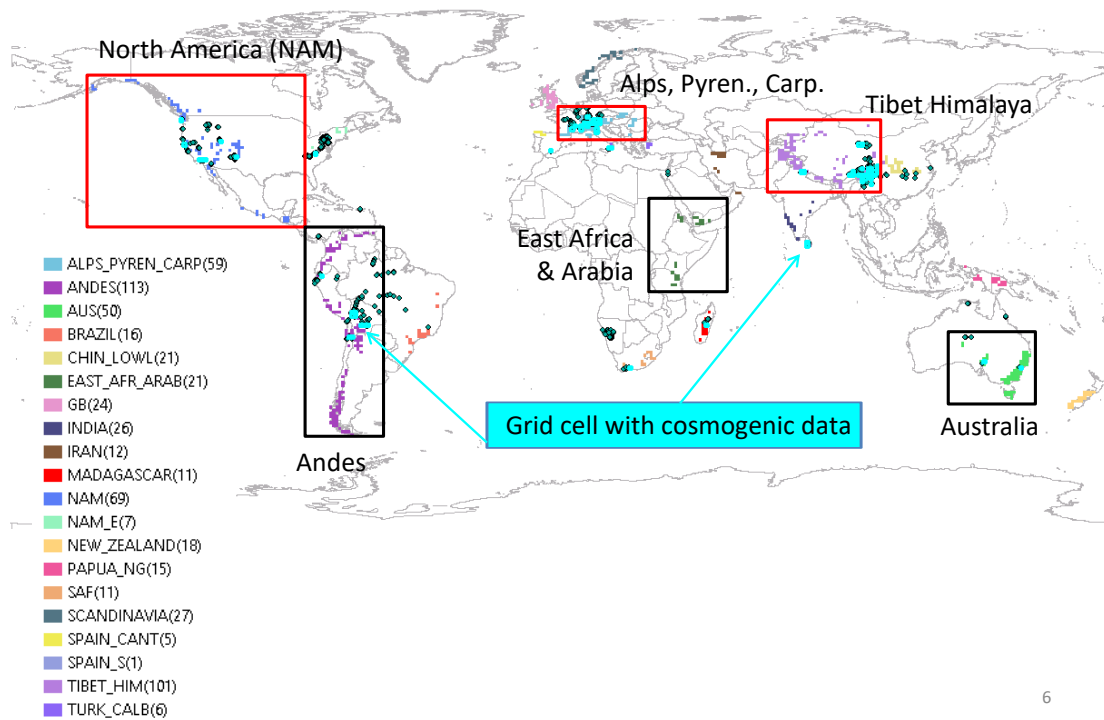 North America (NAM)
Alps, Pyren., Carp.
Tibet Himalaya
East Africa
& Arabia
ALPS_PYREN_CARP(59)
ANDES(113)
AUS(50)
BRAZIL(16)
CHIN_LOWL(21)
EAST_AFR_ARAB(21)
GB(24)
INDIA(26)
IRAN(12)
MADAGASCAR(11)
NAM(69)
NAM_E(7)
NEW_ZEALAND(18)
PAPUA_NG(15)
SAF(11)
SCANDINAVIA(27)
SPAIN_CANT(5)
SPAIN_S(1)
TIBET_HIM(101)
TURK_CALB(6)
Grid cell with cosmogenic data
Andes
Australia
6